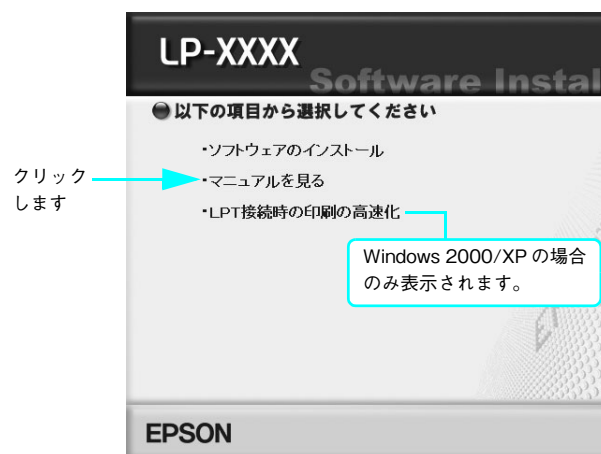 LP-XXXX
Software Instal
以下の項目から選択してください
・ソフトウェアのインストール
クリック
します
・マニュアルを見る
・LPT接続時の印刷の高速化
Windows 2000/XP の場合
のみ表示されます。
EPSON